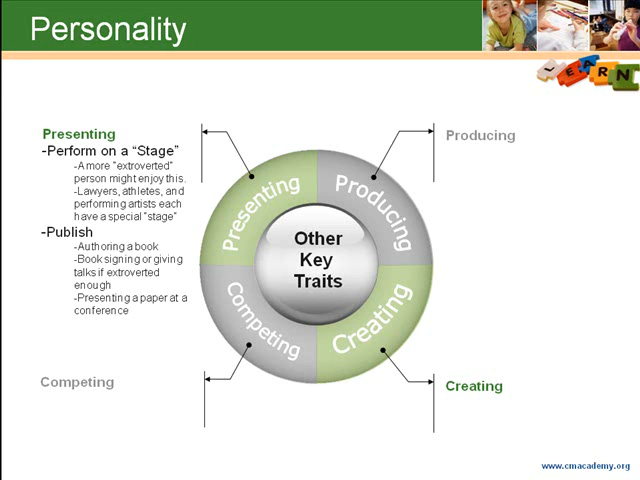 Personality
LEARN
Presenting
-Perform on a “Stage”
-A more “extroverted”
person might enjoy this.
-Lawyers, athletes, and
performing artists each
have a special “stage”
-Publish
-Authoring a book
-Book signing or giving
talks if extroverted
enough
-Presenting a paper at a
conference
Producing
Presenting
Producing
Other
Key
Traits
Competing
Creating
Competing
Creating
www.cmacademy.org